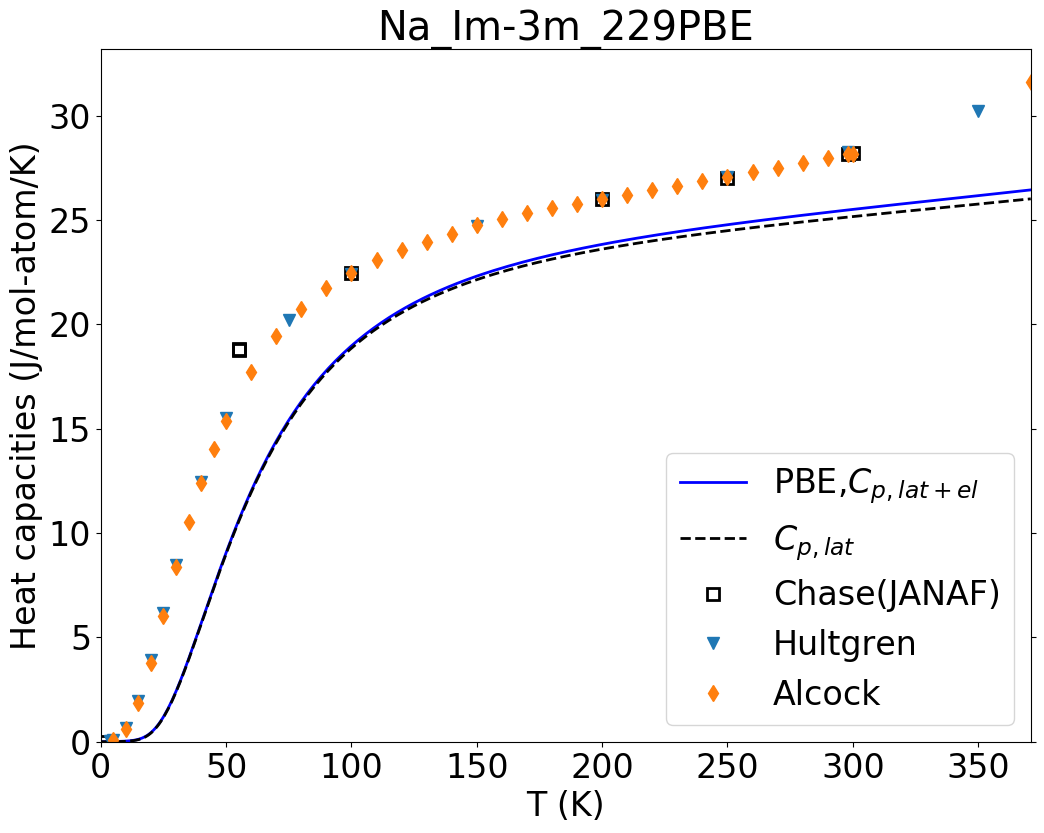 Na_Im-3m_229PBE
Heat capacities (J/mol-atom/K)
30
25
20
15
10
5
0
PBE,$C_{p,lat+el}$
$C_{p,lat}$
Chase(JANAF)
Hultgren
Alcock
0 50 100 150 200 250 300 350
T (K)